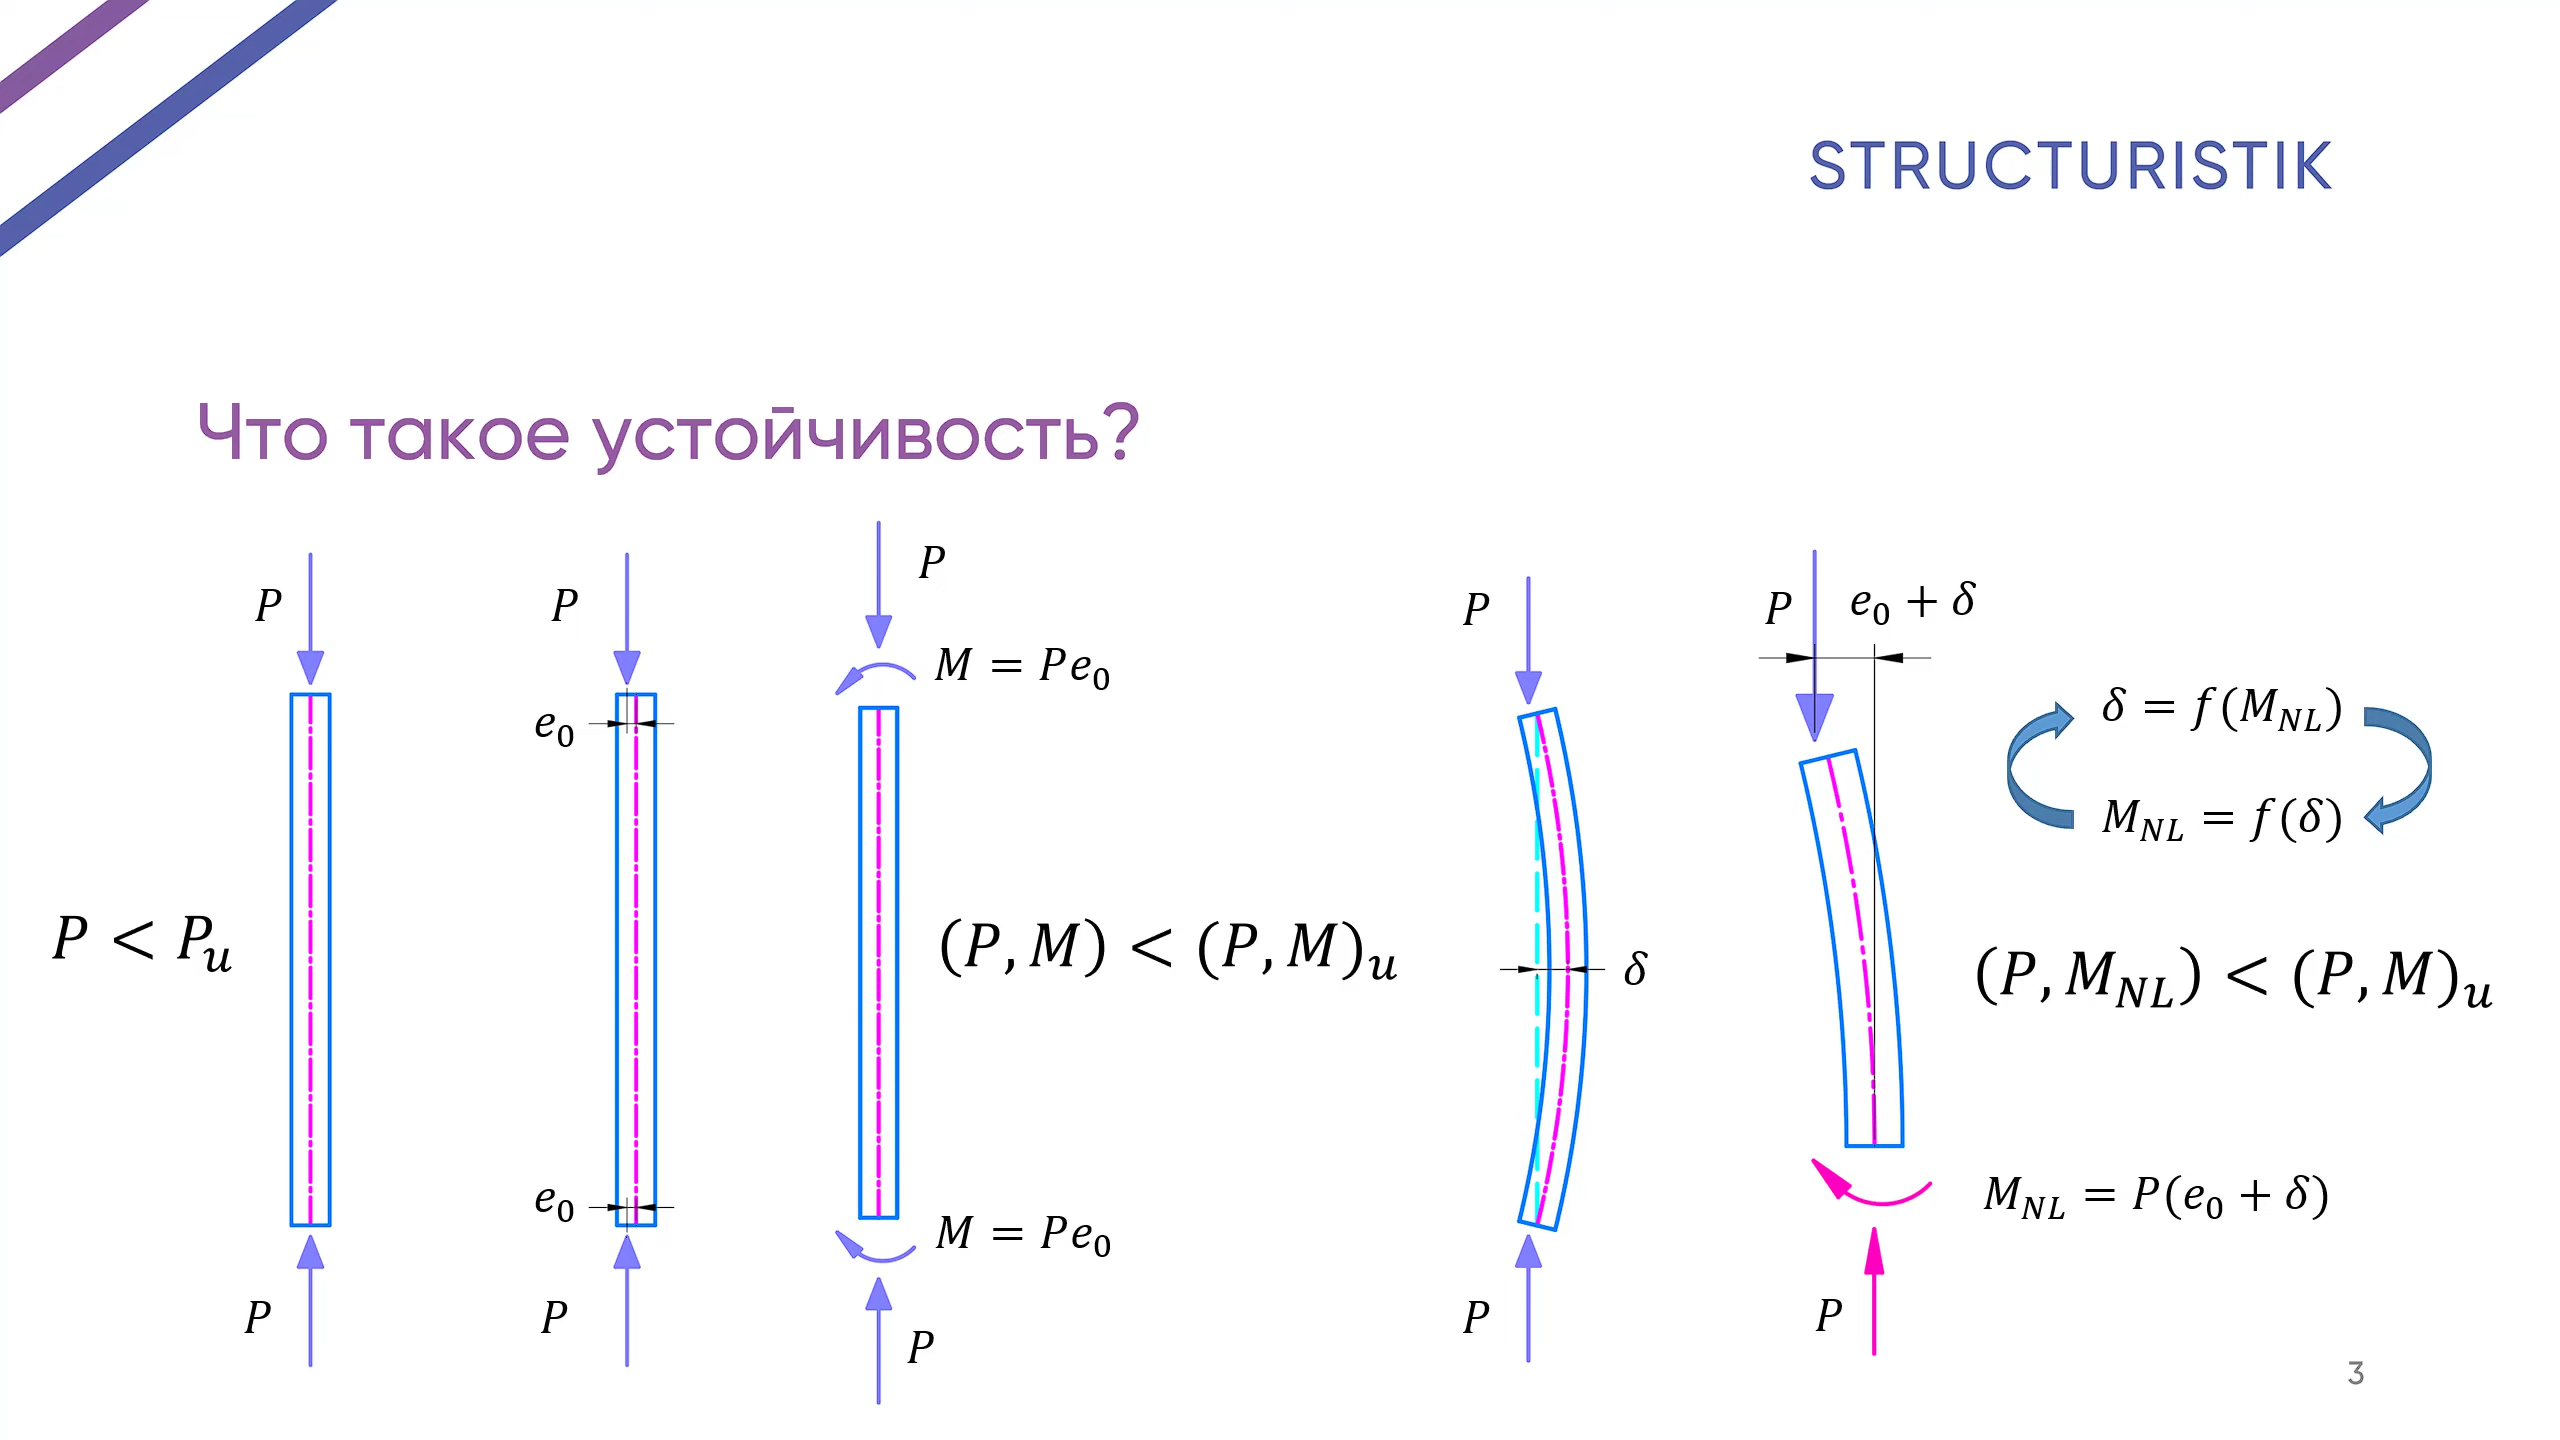 STRUCTURISTIK
Что такое устойчивость?
P
P
P
P
e₀ + δ
P
P
M = Pe₀
e₀
δ = f(M_NL)
M_NL = f(δ)
P < P_u
(P, M) < (P, M)_u
δ
(P, M_NL) < (P, M)_u
e₀
M = Pe₀
M_NL = P(e₀ + δ)
P
P
P
P
P
3